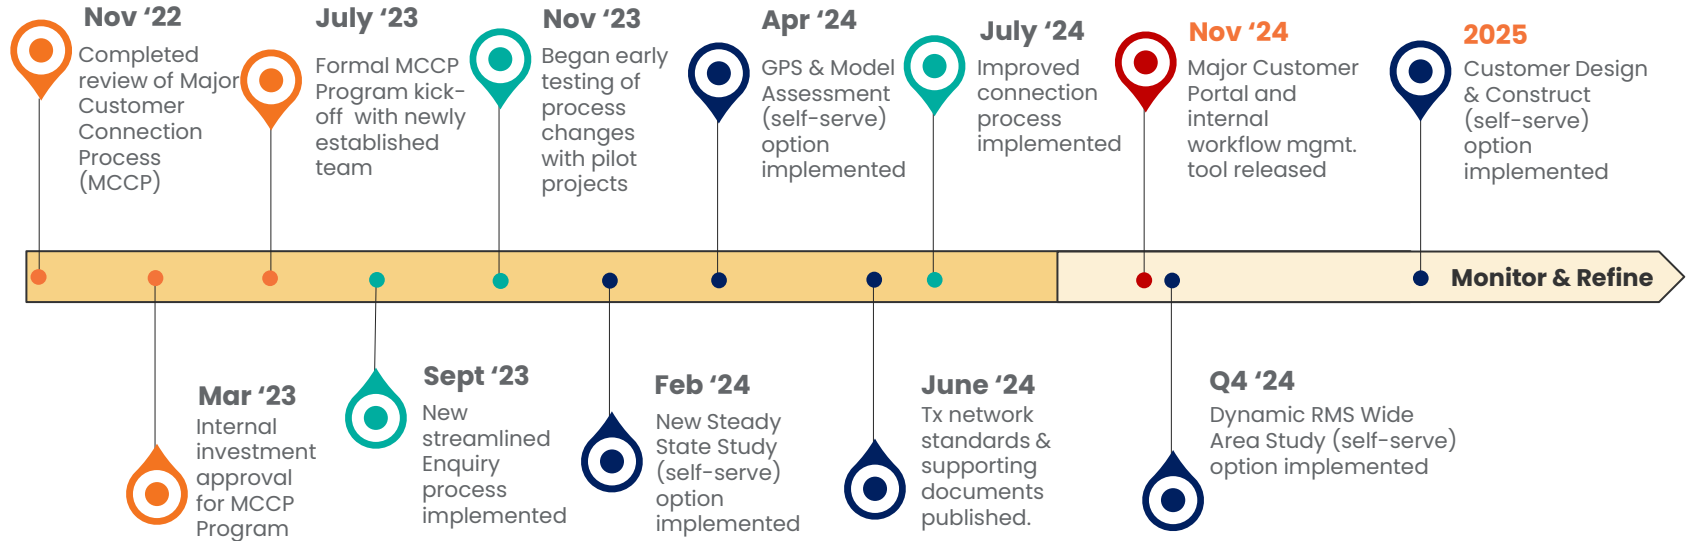 Nov ‘22
Completed
review of Major
Customer
Connection
Process
(MCCP)
July ‘23
Formal MCCP
Program kick-
off with newly
established
team
Nov ‘23
Began early
testing of
process
changes
with pilot
projects
Apr ‘24
GPS & Model
Assessment
(self-serve)
option
implemented
July ‘24
Improved
connection
process
implemented
Nov ‘24
Major Customer
Portal and
internal
workflow mgmt.
tool released
2025
Customer Design
& Construct
(self-serve)
option
implemented
Monitor & Refine
Mar ‘23
Internal
investment
approval
for MCCP
Program
Sept ‘23
New
streamlined
Enquiry
process
implemented
Feb ‘24
New Steady
State Study
(self-serve)
option
implemented
June ‘24
Tx network
standards &
supporting
documents
published.
Q4 ‘24
Dynamic RMS Wide
Area Study (self-serve)
option implemented